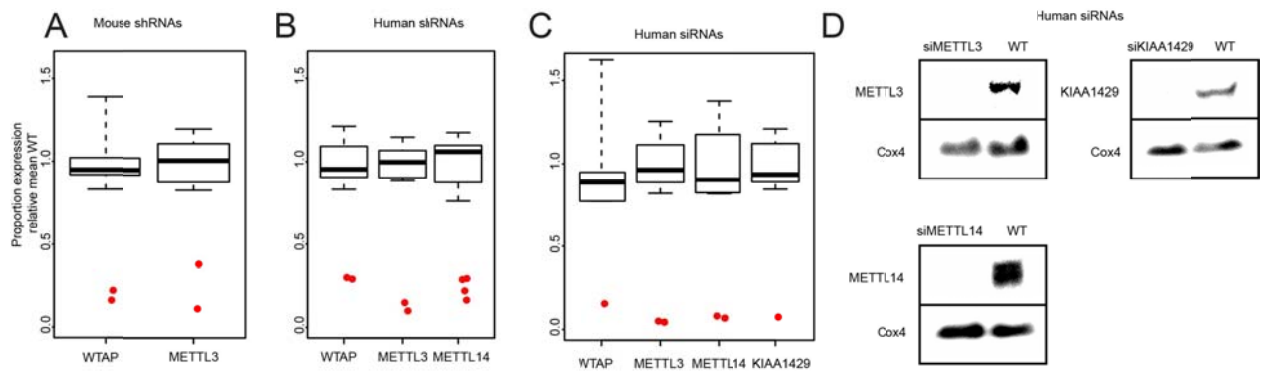 A
Mouse shRNAs
Proportion expression
relative mean WT
1.5
1.0
0.5
0.0
WTAP METTL3
B
Human shRNAs
1.5
1.0
0.5
0.0
WTAP METTL3 METTL14
C
Human siRNAs
1.5
1.0
0.5
0.0
WTAP METTL3 METTL14 KIAA1429
D
Human siRNAs
siMETTL3 WT
METTL3
Cox4
siKIAA1429 WT
KIAA1429
Cox4
siMETTL14 WT
METTL14
Cox4